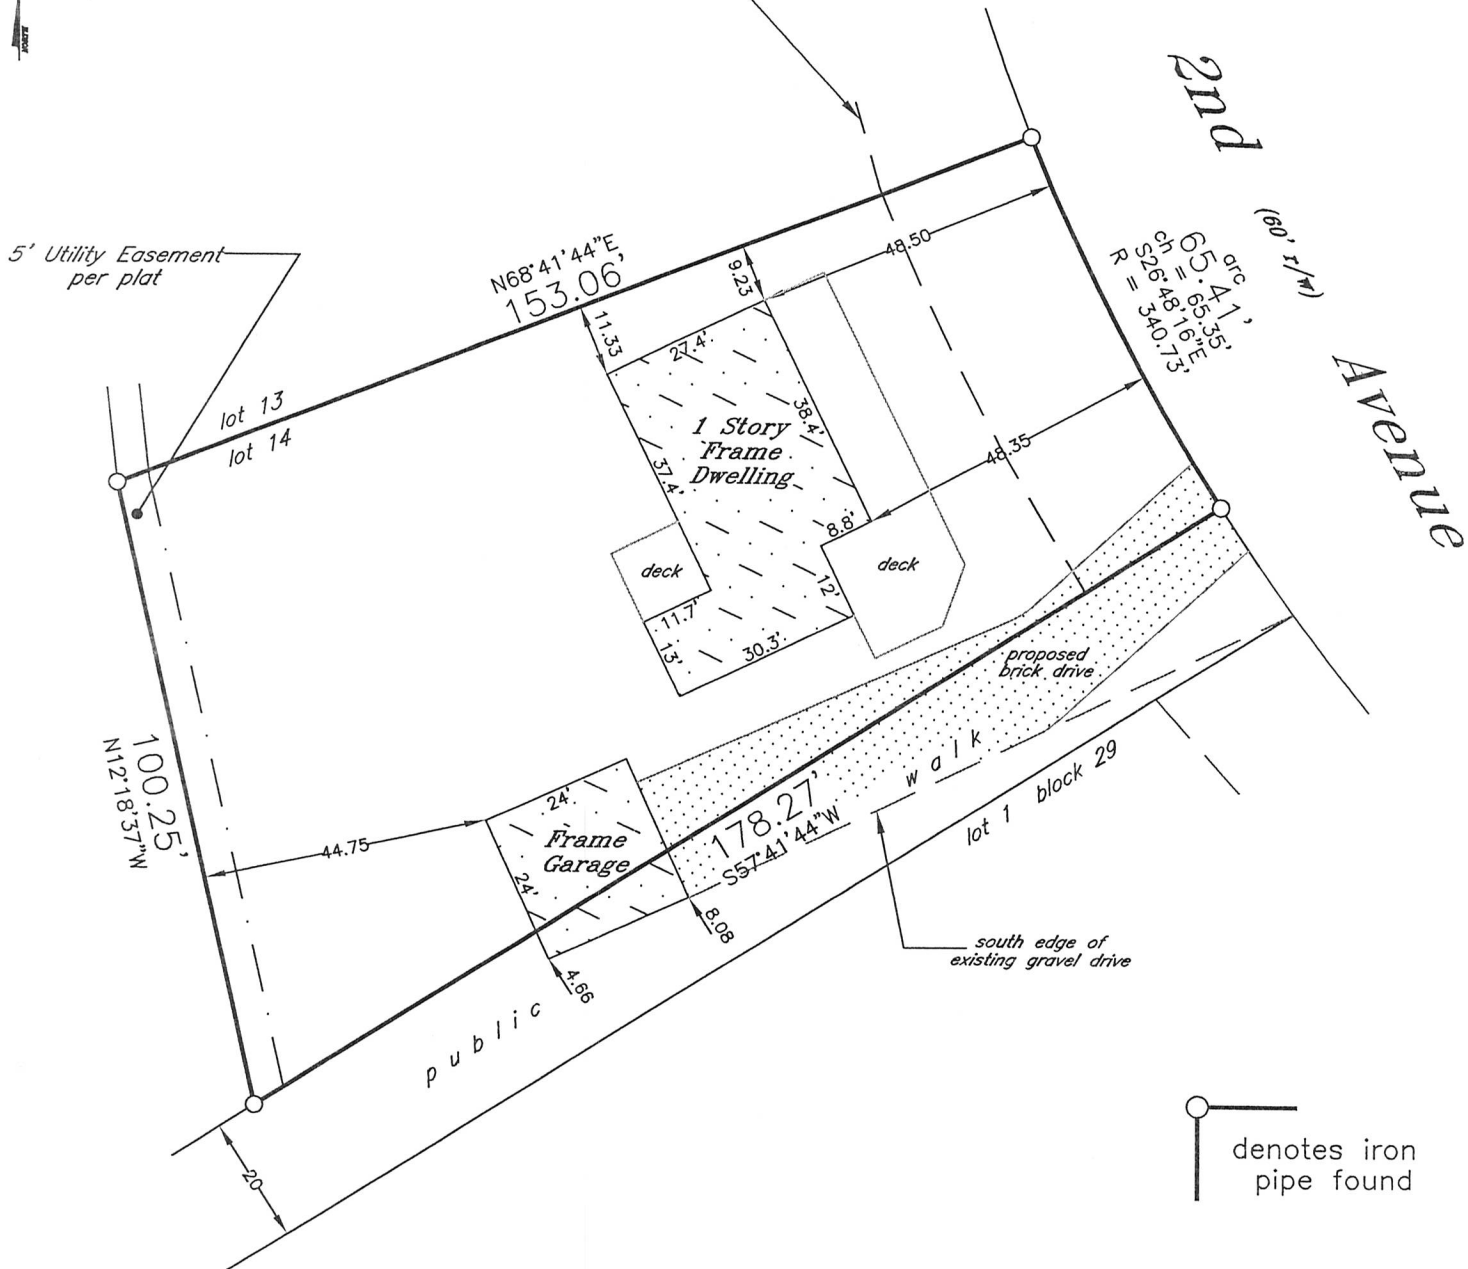 NORTH
2nd Avenue
(60' r/w)
arc
65.41'
ch = 65.35'
S26°48'16"E
R = 340.73'
5' Utility Easement
per plat
N68°41'44"E
153.06'
48.50
9.23
11.33
27.4'
lot 13
lot 14
1 Story
Frame
Dwelling
38.4'
37.4'
48.35
8.8'
deck
deck
12'
11.7'
13'
30.3'
proposed
brick drive
100.25'
N12°18'37"W
178.27'
S57°41'44"W
public walk
lot 1 block 29
24'
Frame
Garage
24'
44.75
8.08
4.66
south edge of
existing gravel drive
20
denotes iron
pipe found